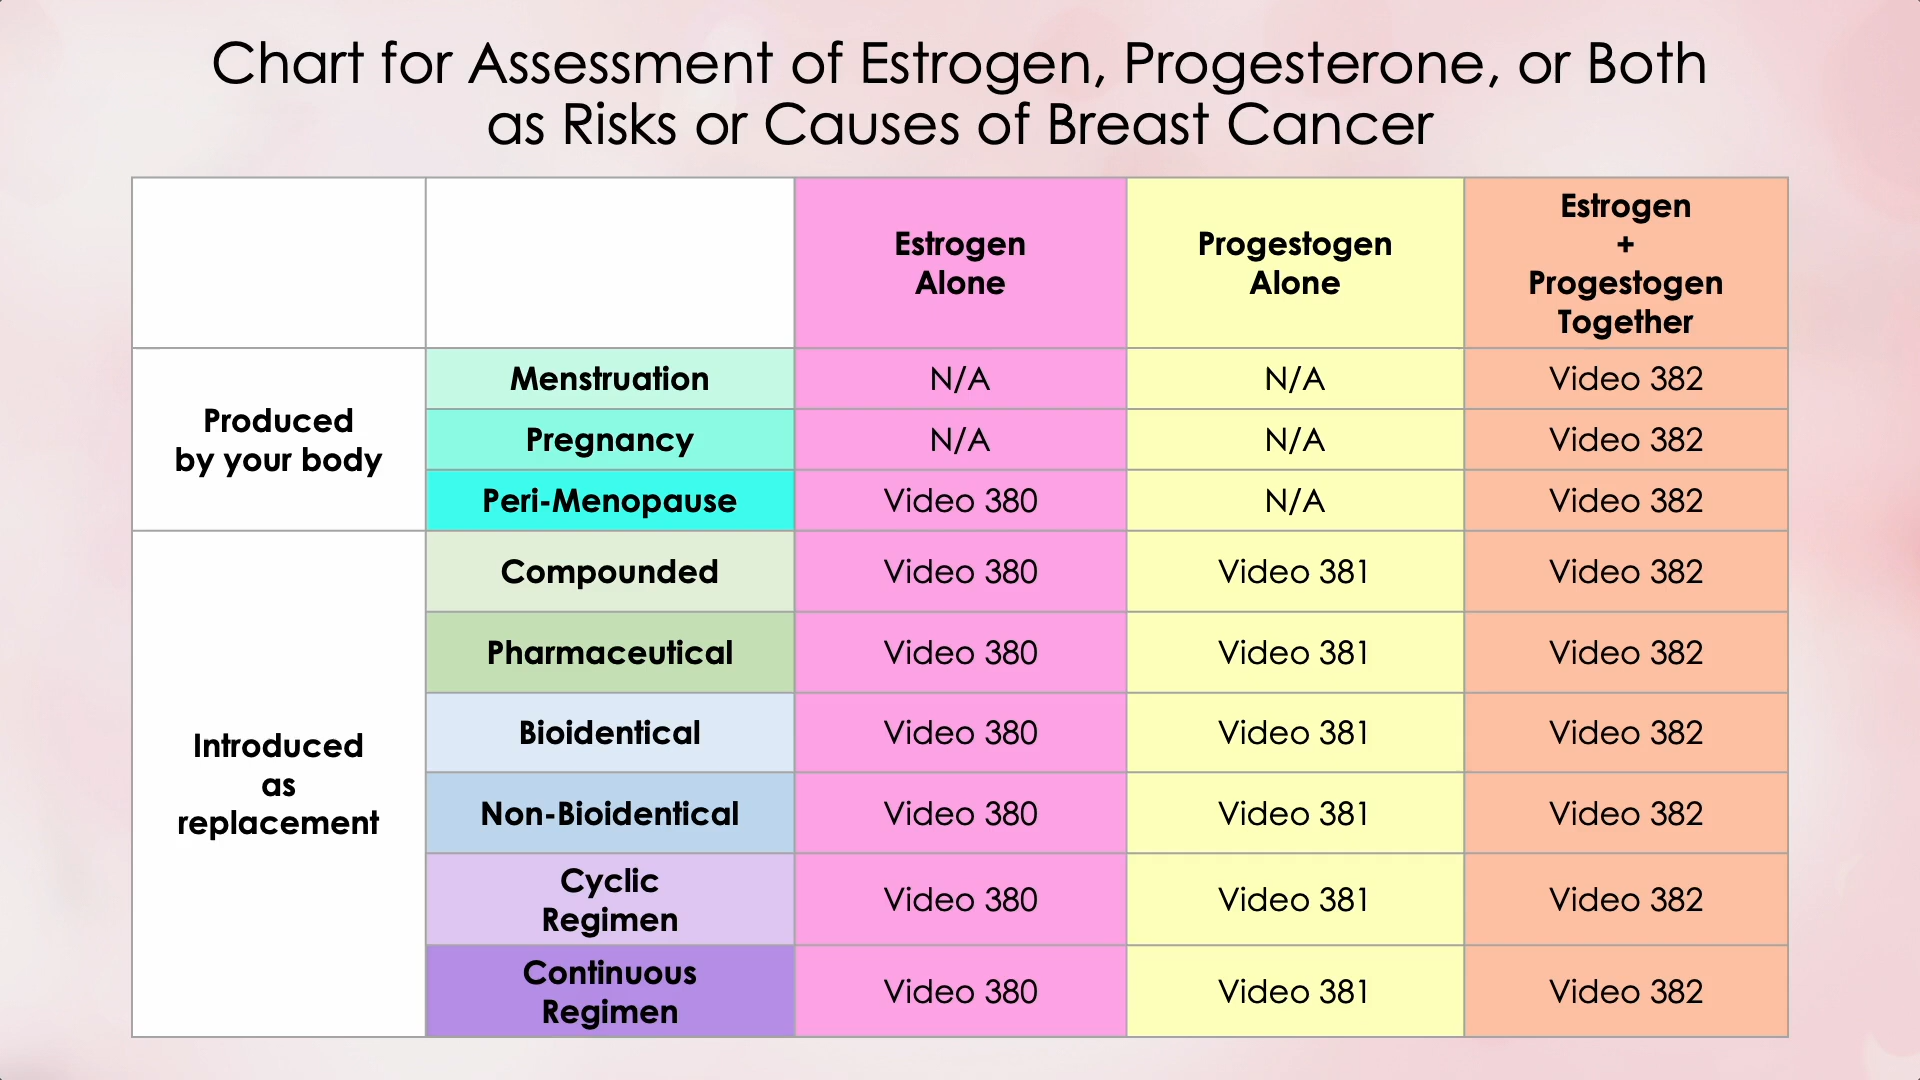 Chart for Assessment of Estrogen, Progesterone, or Both
as Risks or Causes of Breast Cancer
Estrogen
Alone
Progestogen
Alone
Estrogen
+
Progestogen
Together
Produced
by your body
Menstruation
N/A
N/A
Video 382
Pregnancy
N/A
N/A
Video 382
Peri-Menopause
Video 380
N/A
Video 382
Introduced
as
replacement
Compounded
Video 380
Video 381
Video 382
Pharmaceutical
Video 380
Video 381
Video 382
Bioidentical
Video 380
Video 381
Video 382
Non-Bioidentical
Video 380
Video 381
Video 382
Cyclic
Regimen
Video 380
Video 381
Video 382
Continuous
Regimen
Video 380
Video 381
Video 382